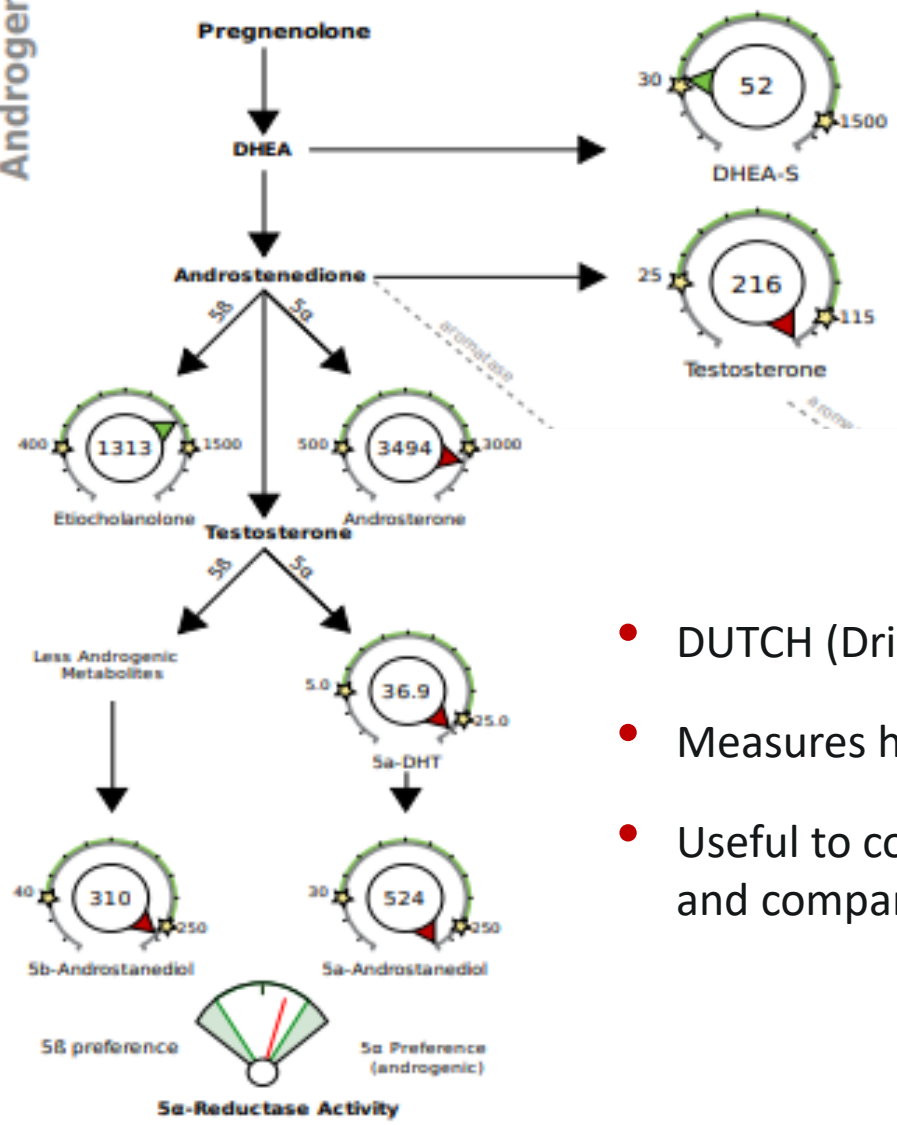 Androgen
Pregnenolone
30
52
1500
DHEA-S
DHEA
Androstenedione
25
216
115
Testosterone
5ß
5α
aromatase
400
1313
1500
Etiocholanolone
500
3494
3000
Androsterone
Testosterone
5ß
5α
Less Androgenic
Metabolites
5.0
36.9
25.0
5a-DHT
40
310
250
5b-Androstanediol
30
524
250
5a-Androstanediol
5ß preference
5α Preference
(androgenic)
5α-Reductase Activity
• DUTCH (Dri
• Measures h
• Useful to co
and compar